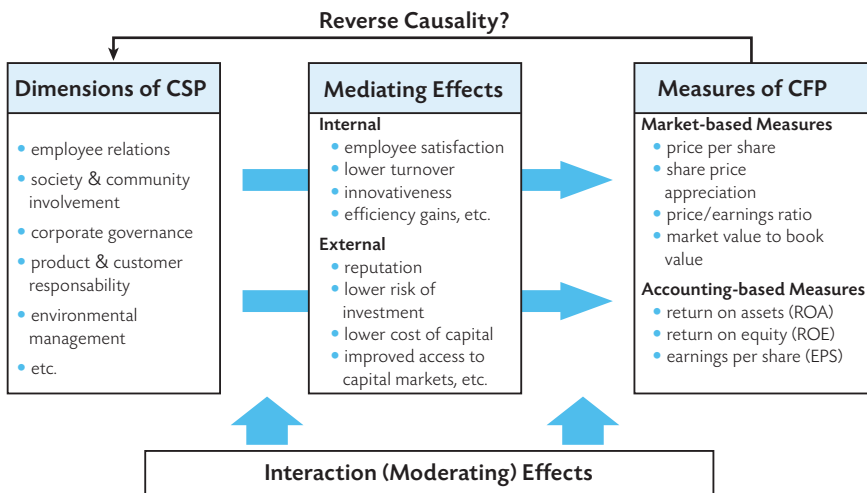 Reverse Causality?
Dimensions of CSP
• employee relations
• society & community
involvement
• corporate governance
• product & customer
responsability
• environmental
management
• etc.
Mediating Effects
Internal
• employee satisfaction
• lower turnover
• innovativeness
• efficiency gains, etc.
External
• reputation
• lower risk of
investment
• lower cost of capital
• improved access to
capital markets, etc.
Measures of CFP
Market-based Measures
• price per share
• share price
appreciation
• price/earnings ratio
• market value to book
value
Accounting-based Measures
• return on assets (ROA)
• return on equity (ROE)
• earnings per share (EPS)
Interaction (Moderating) Effects